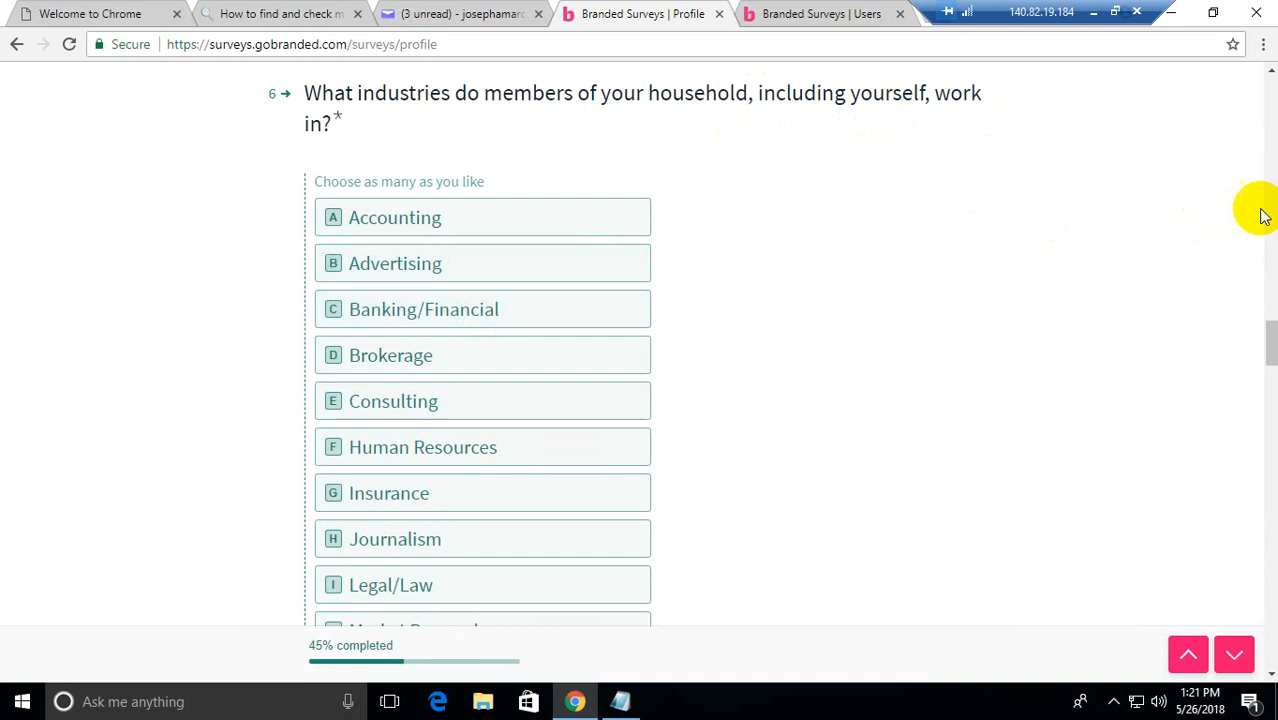 Welcome to Chrome
How to find and check m
(3 unread) - josephamarc
Branded Surveys | Profile
Branded Surveys | Users
140.82.19.184
Secure
https://surveys.gobranded.com/surveys/profile
6
What industries do members of your household, including yourself, work
in?*
Choose as many as you like
A Accounting
B Advertising
C Banking/Financial
D Brokerage
E Consulting
F Human Resources
G Insurance
H Journalism
I Legal/Law
45% completed
Ask me anything
1:21 PM
5/26/2018
1